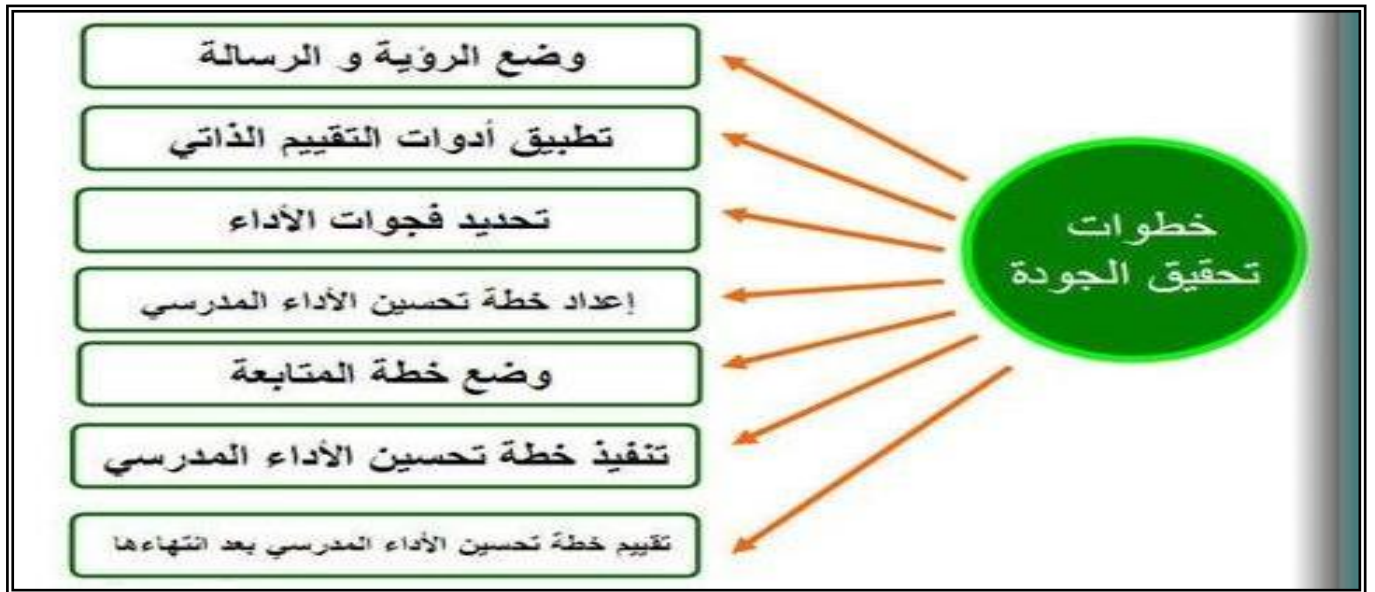 خطوات
تحقيق الجودة
وضع الرؤية و الرسالة
تطبيق أدوات التقييم الذاتي
تحديد فجوات الأداء
إعداد خطة تحسين الأداء المدرسي
وضع خطة المتابعة
تنفيذ خطة تحسين الأداء المدرسي
تقييم خطة تحسين الأداء المدرسي بعد انتهاءها